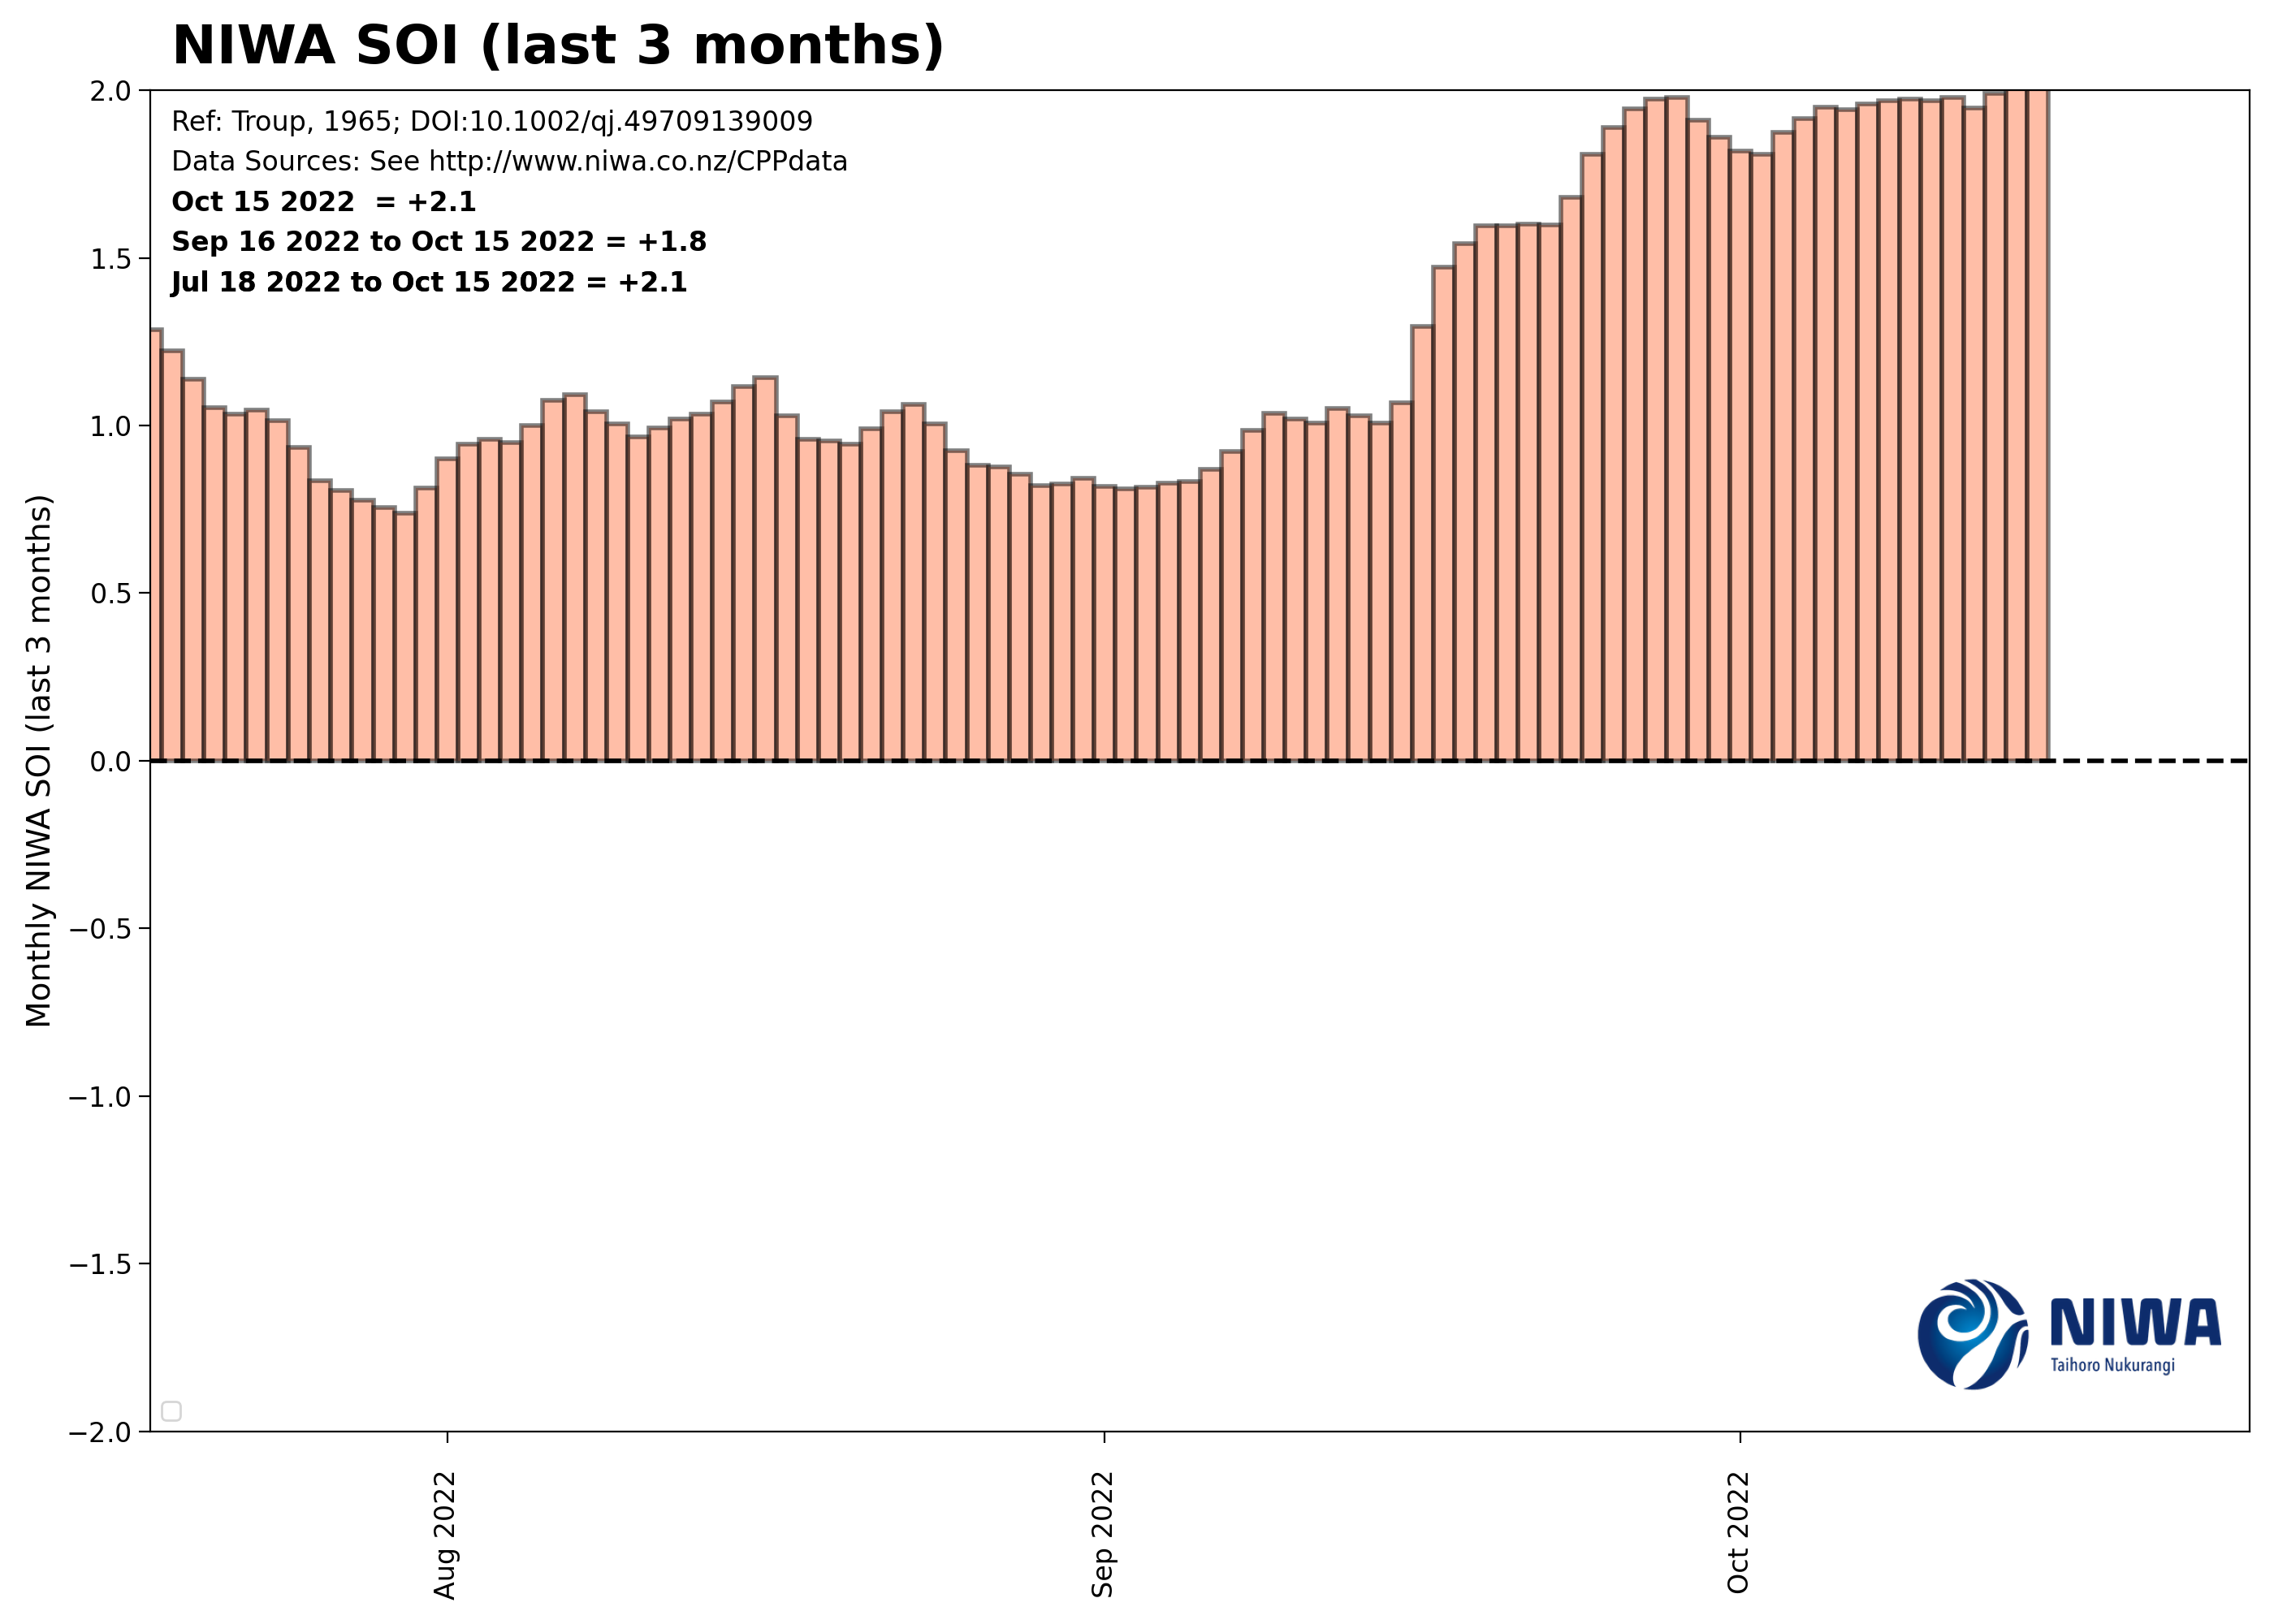 NIWA SOI (last 3 months)
Ref: Troup, 1965; DOI:10.1002/qj.49709139009
Data Sources: See http://www.niwa.co.nz/CPPdata
Oct 15 2022  = +2.1
Sep 16 2022 to Oct 15 2022 = +1.8
Jul 18 2022 to Oct 15 2022 = +2.1
Monthly NIWA SOI (last 3 months)
2.0
1.5
1.0
0.5
0.0
−0.5
−1.0
−1.5
−2.0
Aug 2022
Sep 2022
Oct 2022
NIWA
Taihoro Nukurangi